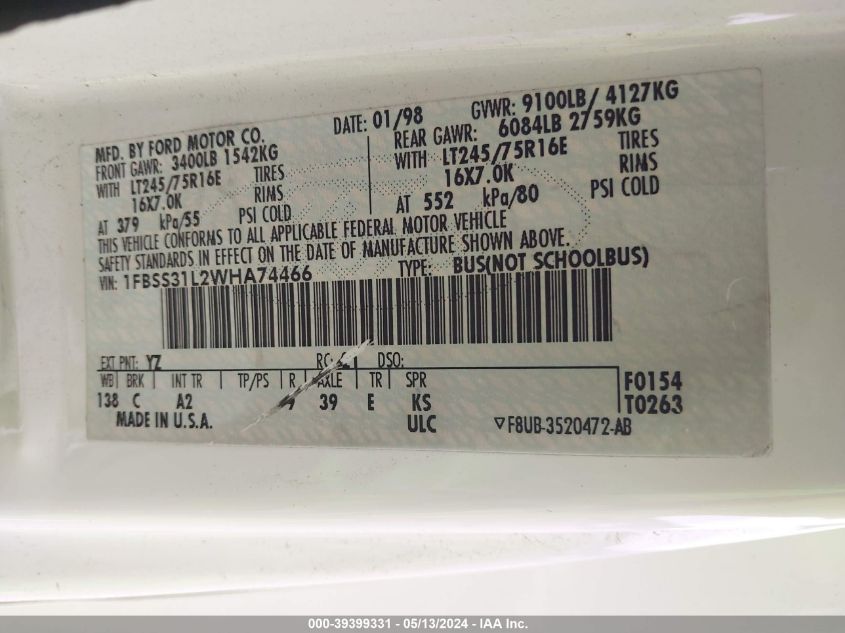 MFD. BY FORD MOTOR CO.
DATE: 01/98
GVWR: 9100LB/ 4127KG
FRONT GAWR: 3400LB 1542KG
REAR GAWR: 6084LB 2759KG
WITH LT245/75R16E TIRES
WITH LT245/75R16E TIRES
16X7.0K RIMS
16X7.0K RIMS
AT 379 kPa/55 PSI COLD
AT 552 kPa/80 PSI COLD
THIS VEHICLE CONFORMS TO ALL APPLICABLE FEDERAL MOTOR VEHICLE
SAFETY STANDARDS IN EFFECT ON THE DATE OF MANUFACTURE SHOWN ABOVE.
VIN: 1FBSS31L2WHA74466
TYPE: BUS(NOT SCHOOLBUS)
EXT PNT: YZ DSO:
WB BRK INT TR TP/PS R AXLE TR SPR
138 C A2 39 E KS
F0154
T0263
MADE IN U.S.A. ULC
▽F8UB-3520472-AB
000-39399331 - 05/13/2024 - IAA Inc.